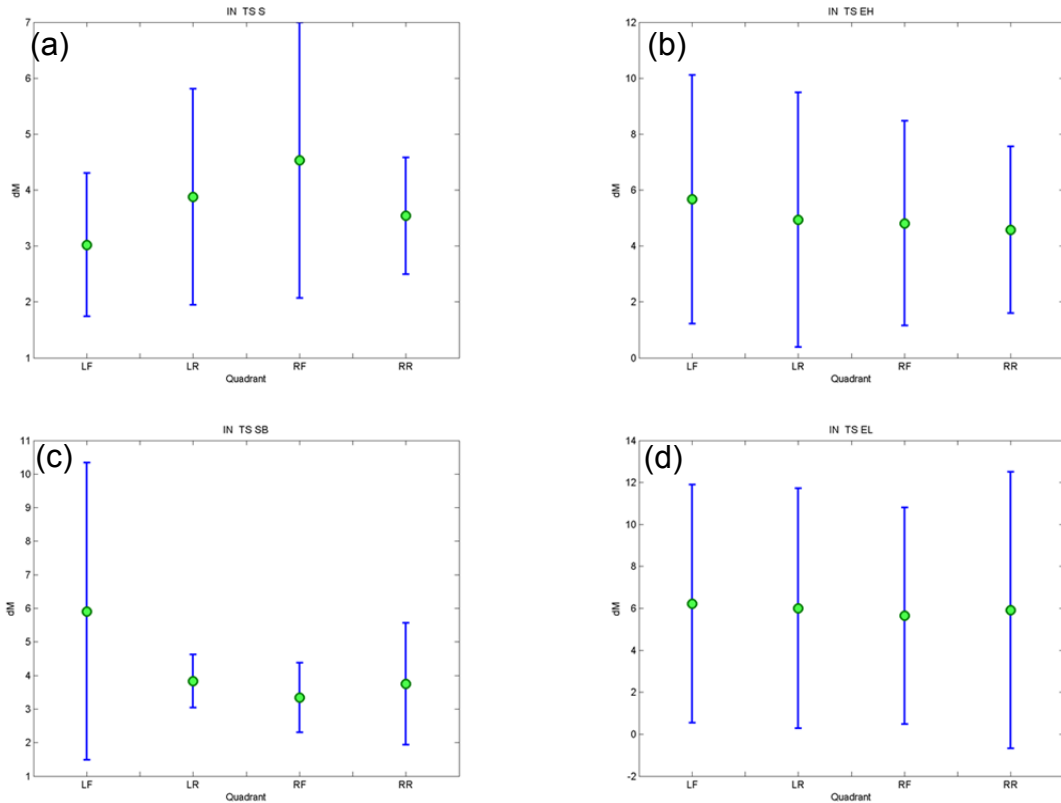 IN TS S
(a)
7
6
5
4
3
2
1
dM
LF LR RF RR
Quadrant
IN TS EH
(b)
12
10
8
6
4
2
0
dM
LF LR RF RR
Quadrant
IN TS SB
(c)
11
10
9
8
7
6
5
4
3
2
1
dM
LF LR RF RR
Quadrant
IN TS EL
(d)
14
12
10
8
6
4
2
0
-2
dM
LF LR RF RR
Quadrant